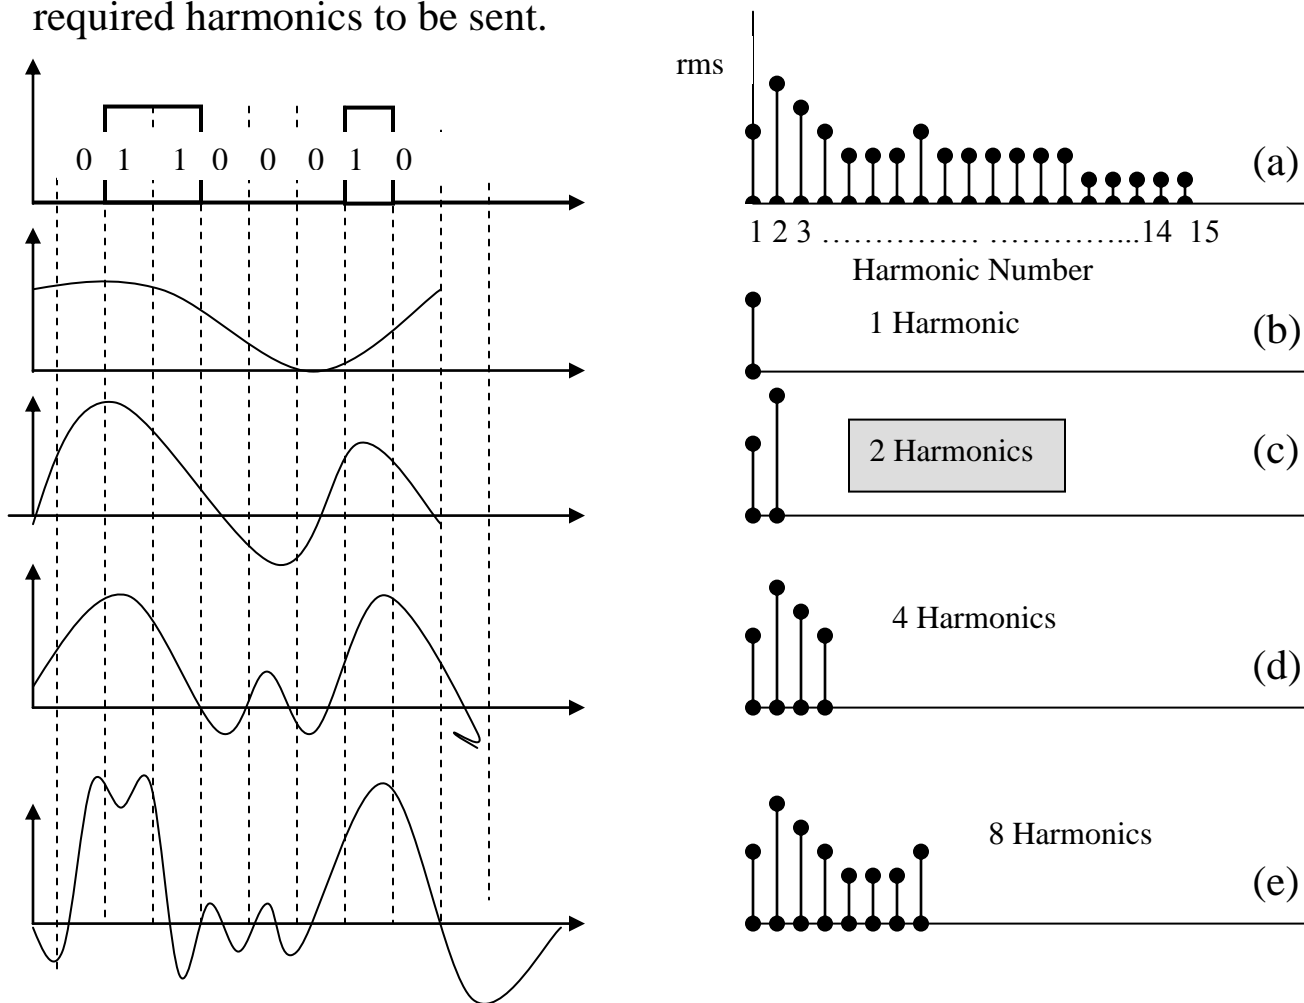 required harmonics to be sent.
rms
0 1 1 0 0 0 1 0
(a)
1 2 3 …………… …………...14 15
Harmonic Number
1 Harmonic
(b)
2 Harmonics
(c)
4 Harmonics
(d)
8 Harmonics
(e)